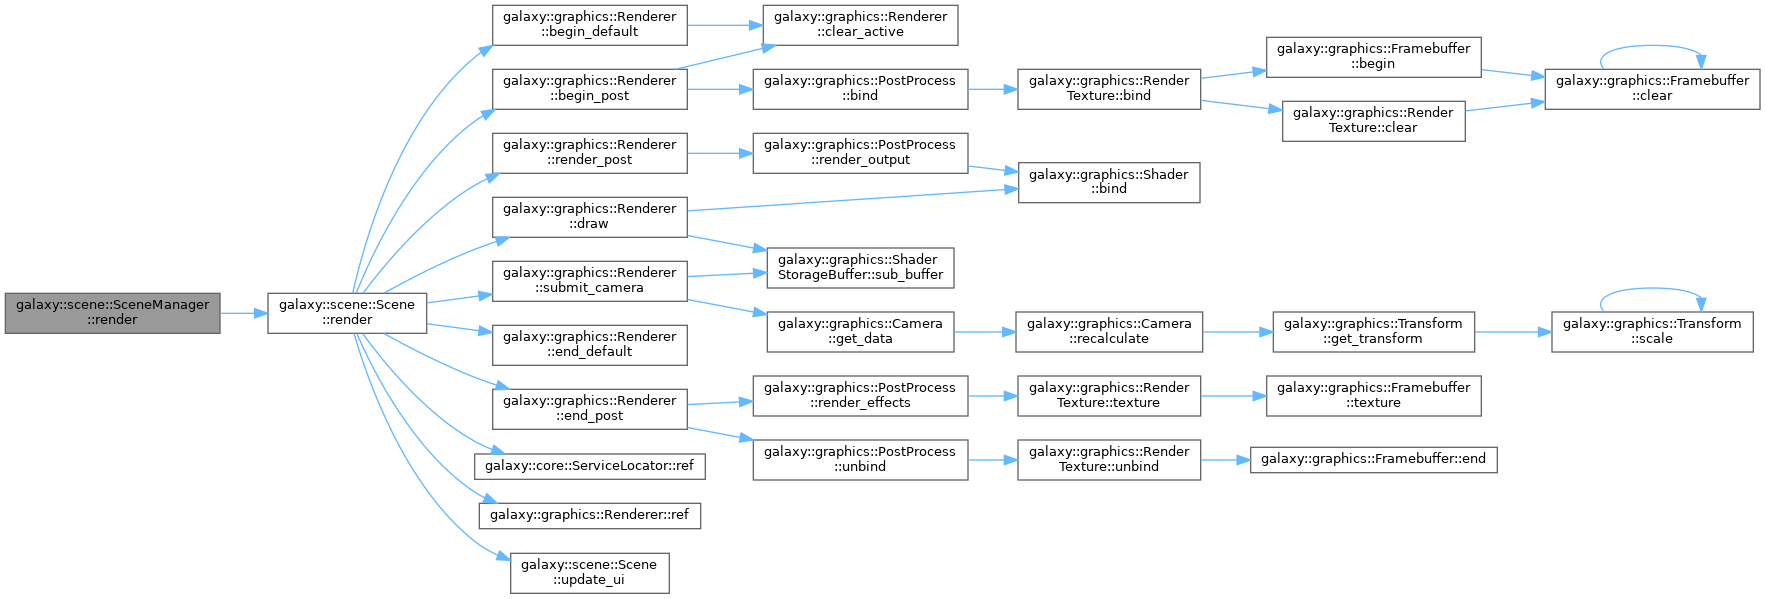 galaxy::scene::SceneManager
::render
galaxy::scene::Scene
::render
galaxy::graphics::Renderer
::begin_default
galaxy::graphics::Renderer
::clear_active
galaxy::graphics::Renderer
::begin_post
galaxy::graphics::PostProcess
::bind
galaxy::graphics::Render
Texture::bind
galaxy::graphics::Framebuffer
::begin
galaxy::graphics::Framebuffer
::clear
galaxy::graphics::Render
Texture::clear
galaxy::graphics::Renderer
::render_post
galaxy::graphics::PostProcess
::render_output
galaxy::graphics::Shader
::bind
galaxy::graphics::Renderer
::draw
galaxy::graphics::Shader
StorageBuffer::sub_buffer
galaxy::graphics::Renderer
::submit_camera
galaxy::graphics::Camera
::get_data
galaxy::graphics::Camera
::recalculate
galaxy::graphics::Transform
::get_transform
galaxy::graphics::Transform
::scale
galaxy::graphics::Renderer
::end_default
galaxy::graphics::Renderer
::end_post
galaxy::graphics::PostProcess
::render_effects
galaxy::graphics::Render
Texture::texture
galaxy::graphics::Framebuffer
::texture
galaxy::graphics::PostProcess
::unbind
galaxy::graphics::Render
Texture::unbind
galaxy::graphics::Framebuffer::end
galaxy::core::ServiceLocator::ref
galaxy::graphics::Renderer::ref
galaxy::scene::Scene
::update_ui